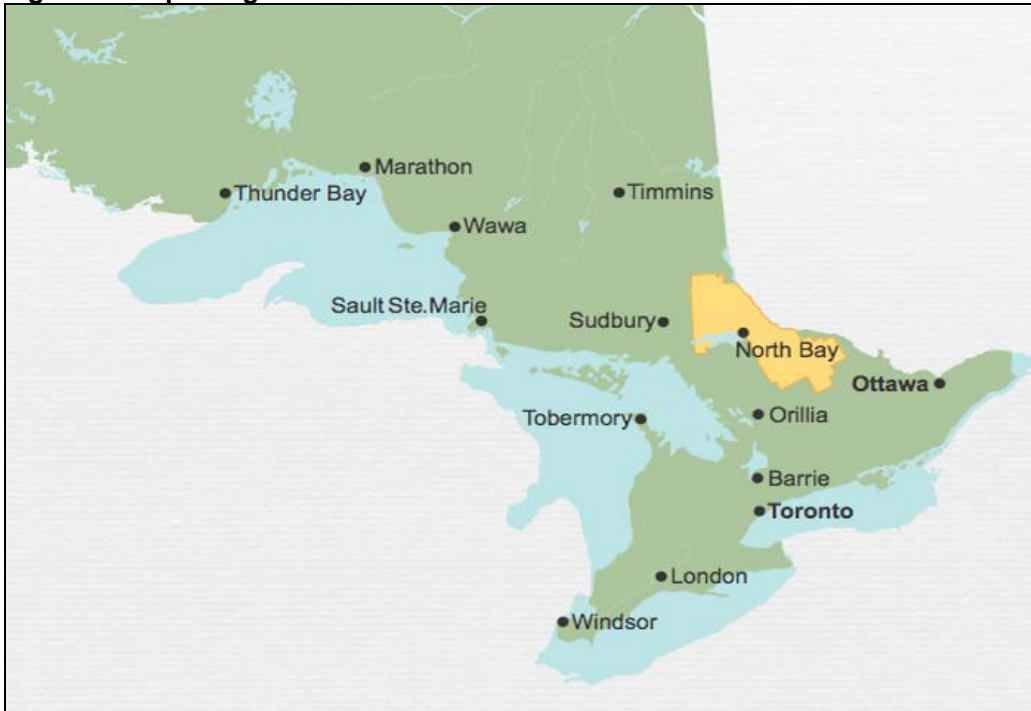 Marathon
Thunder Bay
Timmins
Wawa
Sault Ste.Marie
Sudbury
North Bay
Ottawa
Tobermory
Orillia
Barrie
Toronto
London
Windsor